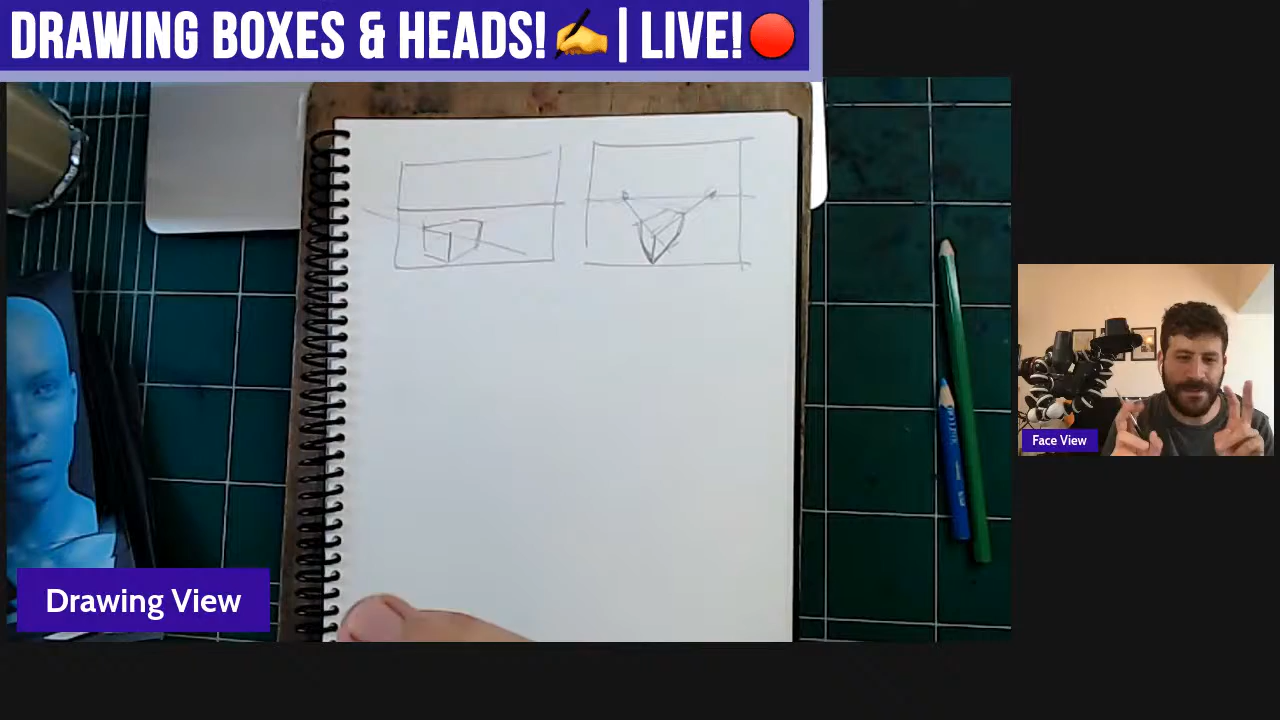 DRAWING BOXES & HEADS!✍️ | LIVE!🔴
Face View
Drawing View